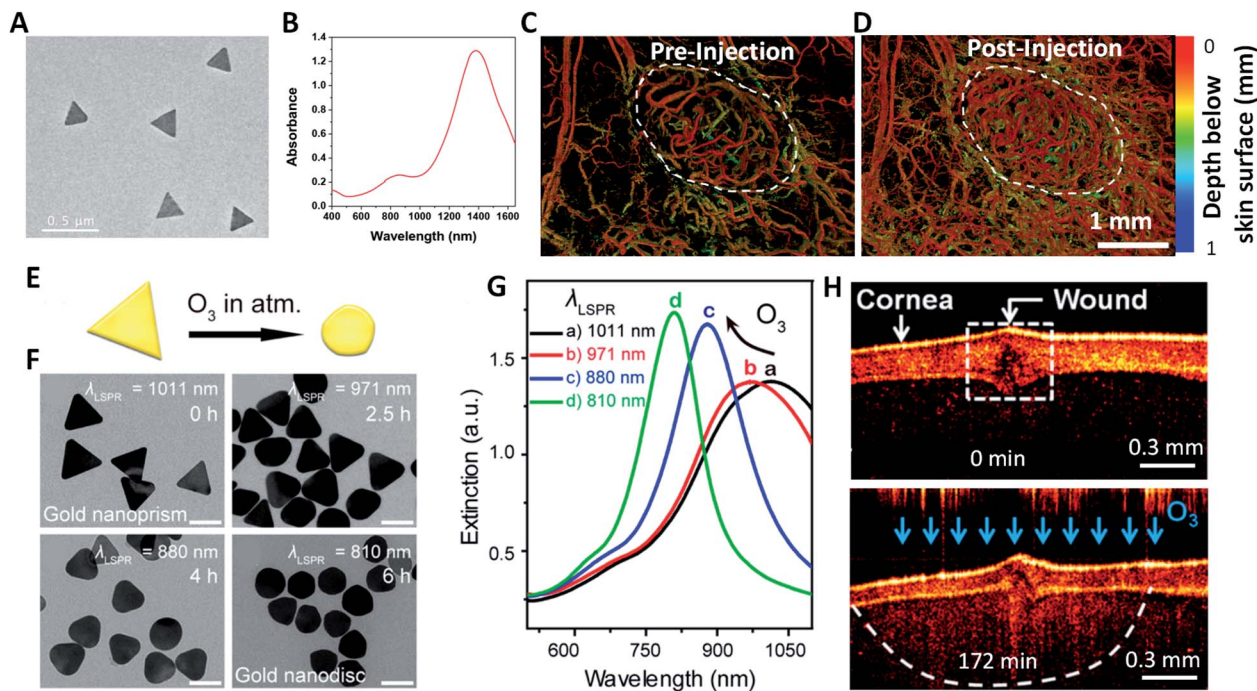 A
0.5 μm
B
Absorbance
1.4
1.2
1.0
0.8
0.6
0.4
0.2
0.0
400 600 800 1000 1200 1400 1600
Wavelength (nm)
C
Pre-Injection
D
Post-Injection
1 mm
0
1
Depth below
skin surface (mm)
E
O₃ in atm.
F
λLSPR = 1011 nm
0 h
Gold nanoprism
λLSPR = 971 nm
2.5 h
λLSPR = 880 nm
4 h
λLSPR = 810 nm
6 h
Gold nanodisc
G
λLSPR
a) 1011 nm
b) 971 nm
c) 880 nm
d) 810 nm
d
c
b
a
O₃
Extinction (a.u.)
1.5
1.0
0.5
600 750 900 1050
Wavelength (nm)
H
Cornea
Wound
0 min
0.3 mm
O₃
172 min
0.3 mm